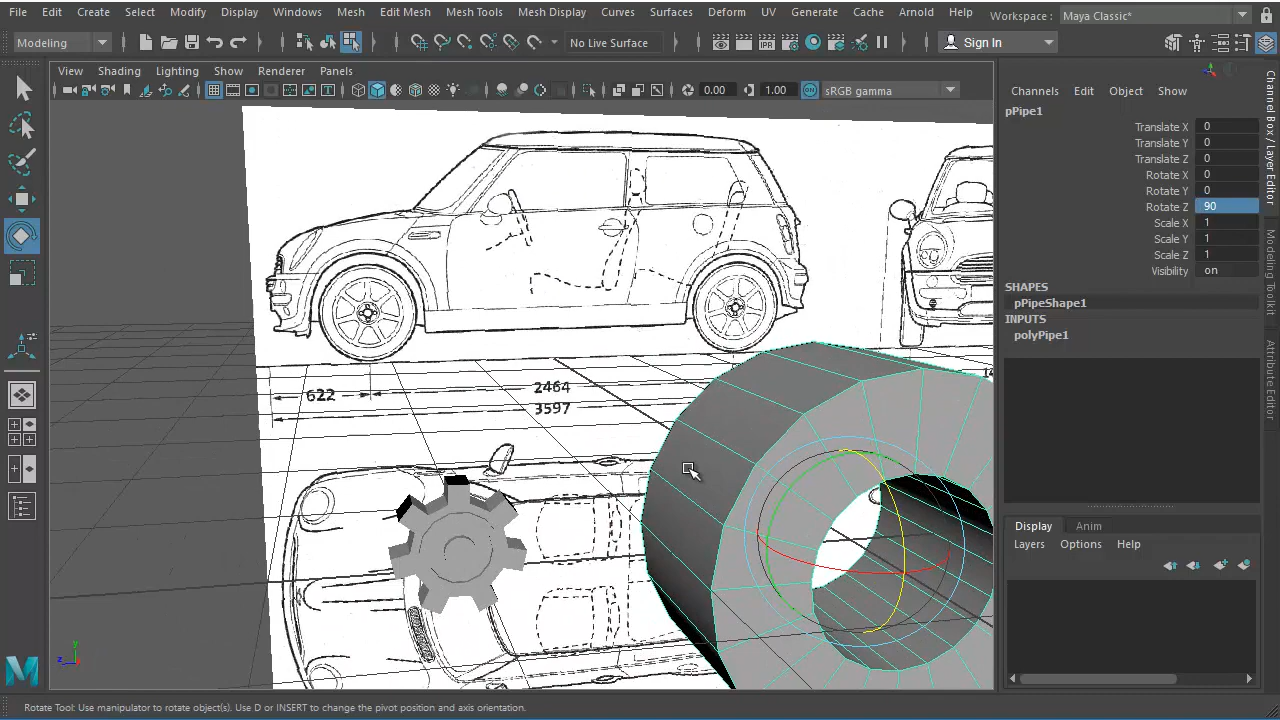 File Edit Create Select Modify Display Windows Mesh Edit Mesh Mesh Tools Mesh Display Curves Surfaces Deform UV Generate Cache Arnold Help Workspace : Maya Classic*
Modeling No Live Surface Sign In
View Shading Lighting Show Renderer Panels
0.00 1.00 sRGB gamma
Channels Edit Object Show
pPipe1
Translate X 0
Translate Y 0
Translate Z 0
Rotate X 0
Rotate Y 0
Rotate Z 90
Scale X 1
Scale Y 1
Scale Z 1
Visibility on
SHAPES
pPipeShape1
INPUTS
polyPipe1
Channel Box / Layer Editor
Modeling Toolkit
Attribute Editor
622
2464
3597
Display Anim
Layers Options Help
y
z
Rotate Tool: Use manipulator to rotate object(s). Use D or INSERT to change the pivot position and axis orientation.